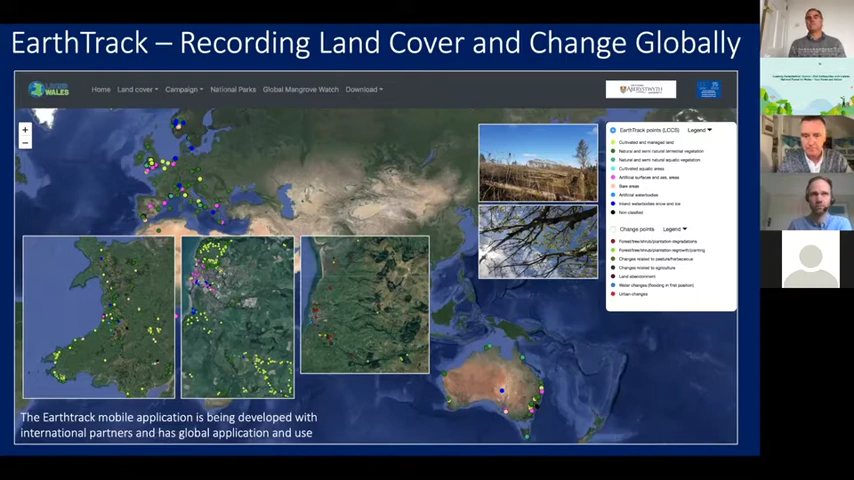 EarthTrack – Recording Land Cover and Change Globally
WALES
Home Land cover Campaign National Parks Global Mangrove Watch Download
ABERYSTWYTH
+
−
EarthTrack points (LCCS) Legend
Cultivated and managed land
Natural and semi natural terrestrial vegetation
Natural and semi natural aquatic vegetation
Cultivated aquatic areas
Artificial surfaces and ass. areas
Bare areas
Artificial waterbodies
Inland waterbodies snow and ice
Non classified
Change points Legend
Forest/tree/shrub/plantation-degradations
Forest/tree/shrub/plantation-regrowth/planting
Changes related to pasture/herbaceous
Changes related to agriculture
Land abandonment
Water changes (flooding in first position)
Urban changes
The Earthtrack mobile application is being developed with
international partners and has global application and use